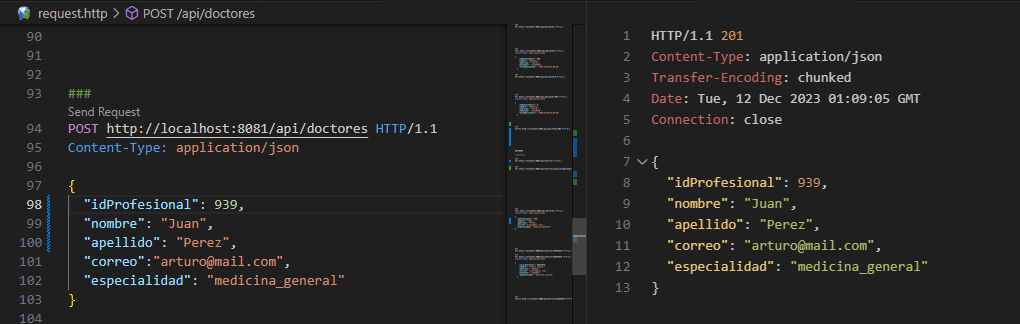 request.http > POST /api/doctores
90
91
92
93 ###
Send Request
94 POST http://localhost:8081/api/doctores HTTP/1.1
95 Content-Type: application/json
96
97 {
98 "idProfesional": 939,
99 "nombre": "Juan",
100 "apellido": "Perez",
101 "correo":"arturo@mail.com",
102 "especialidad": "medicina_general"
103 }
104
1 HTTP/1.1 201
2 Content-Type: application/json
3 Transfer-Encoding: chunked
4 Date: Tue, 12 Dec 2023 01:09:05 GMT
5 Connection: close
6
7 {
8 "idProfesional": 939,
9 "nombre": "Juan",
10 "apellido": "Perez",
11 "correo": "arturo@mail.com",
12 "especialidad": "medicina_general"
13 }